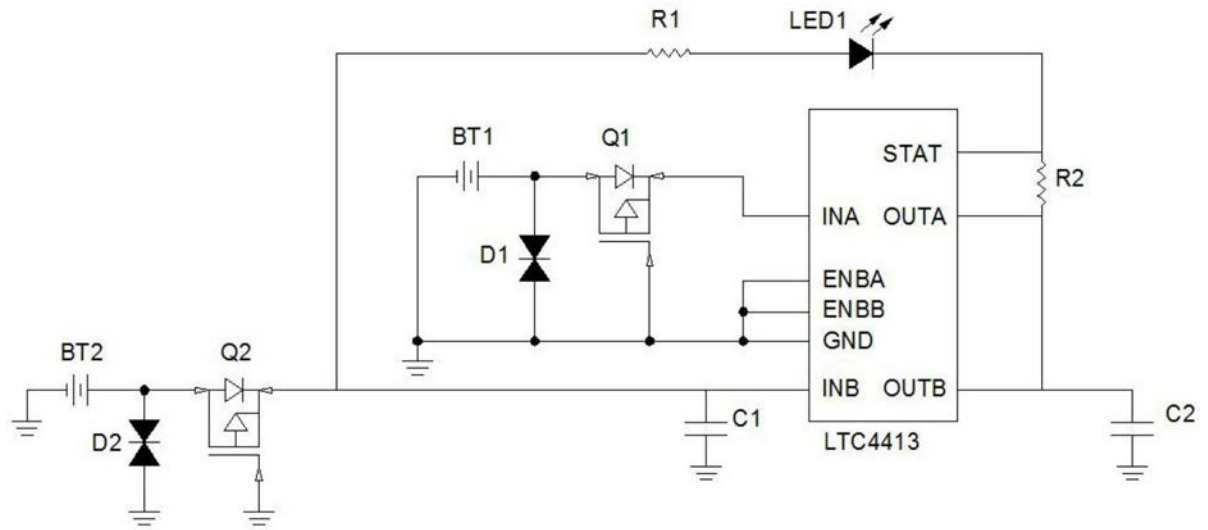 R1
LED1
BT1
Q1
STAT
R2
INA
OUTA
D1
ENBA
ENBB
GND
BT2
Q2
INB
OUTB
D2
C1
LTC4413
C2